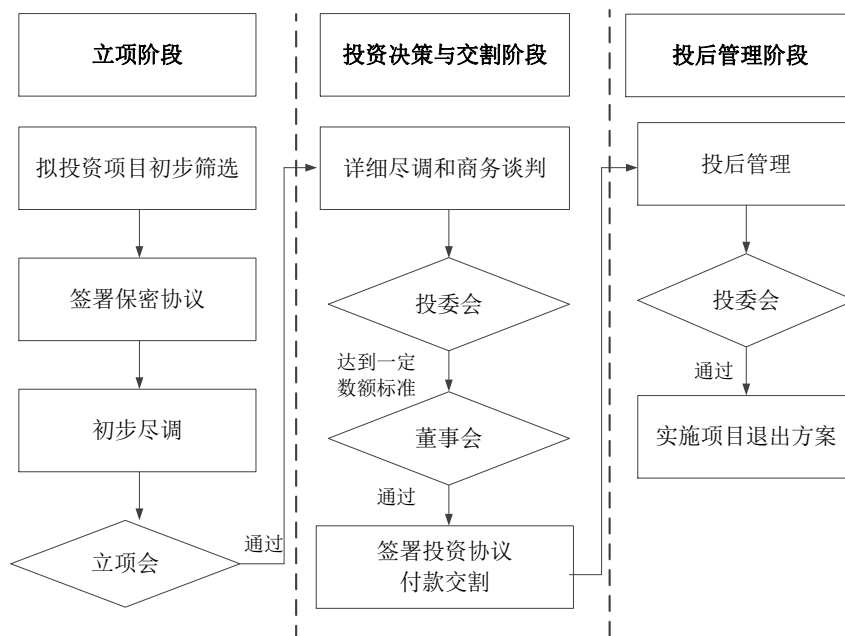 立项阶段
拟投资项目初步筛选
签署保密协议
初步尽调
立项会
通过
投资决策与交割阶段
详细尽调和商务谈判
投委会
达到一定
数额标准
董事会
通过
签署投资协议
付款交割
投后管理阶段
投后管理
投委会
通过
实施项目退出方案